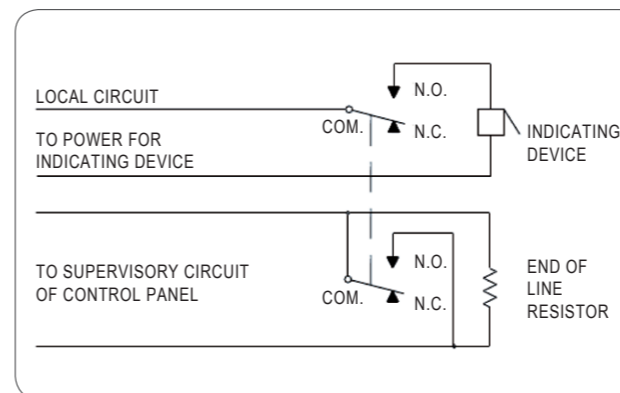 LOCAL CIRCUIT
TO POWER FOR
INDICATING DEVICE
COM.
N.O.
N.C.
INDICATING
DEVICE
TO SUPERVISORY CIRCUIT
OF CONTROL PANEL
COM.
N.O.
N.C.
END OF
LINE
RESISTOR